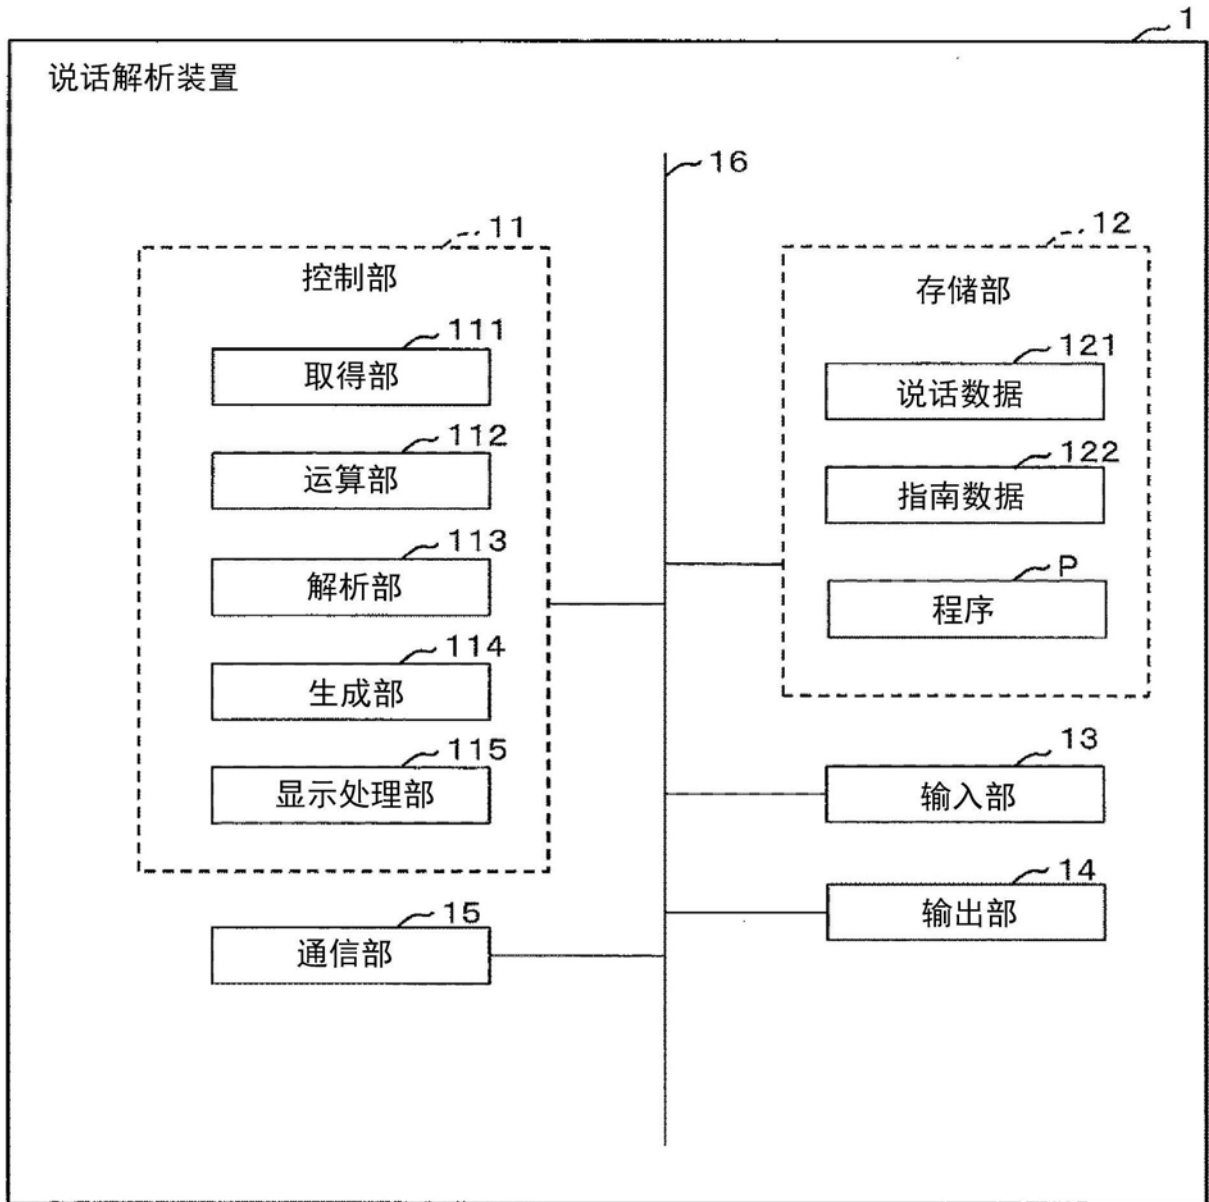 1
说话解析装置
16
11
控制部
111
取得部
112
运算部
113
解析部
114
生成部
115
显示处理部
15
通信部
12
存储部
121
说话数据
122
指南数据
P
程序
13
输入部
14
输出部